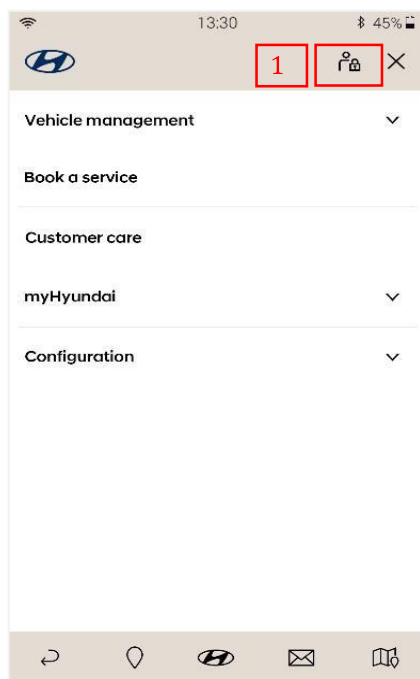 13:30
45%
1
Vehicle management
Book a service
Customer care
myHyundai
Configuration